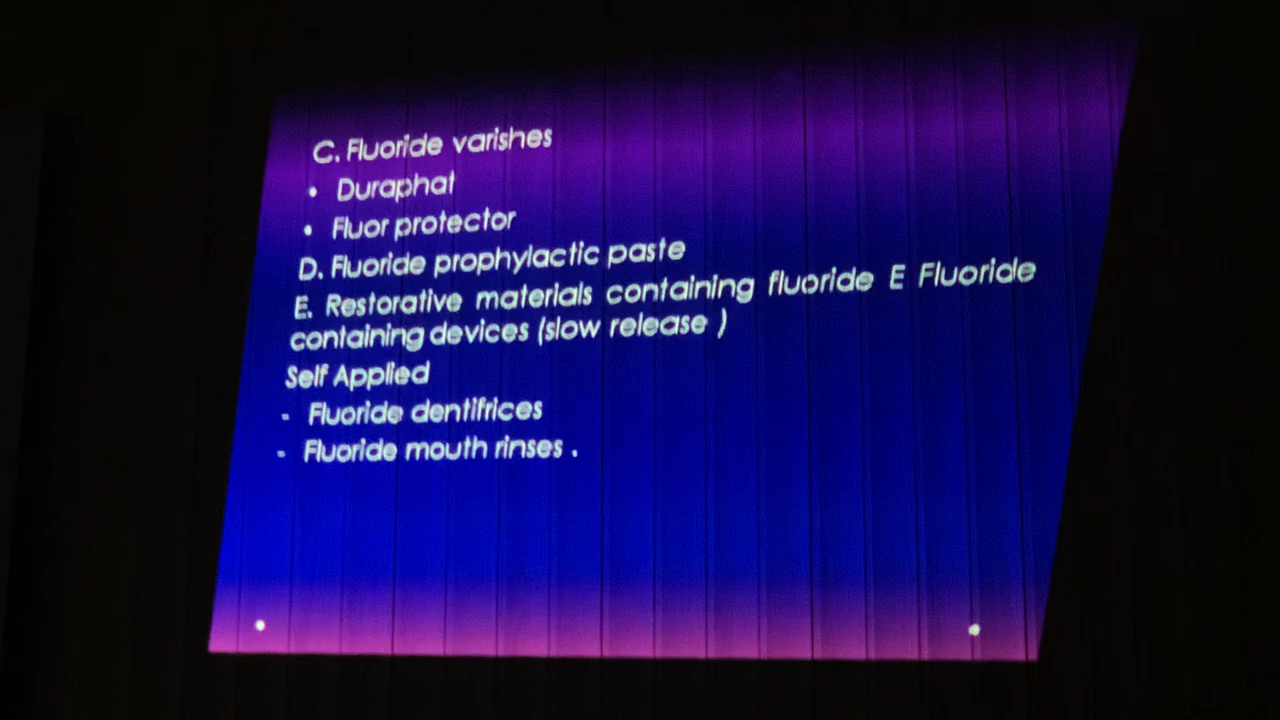 C. Fluoride varishes
• Duraphat
• Fluor protector
D. Fluoride prophylactic paste
E. Restorative materials containing fluoride E Fluoride
containing devices (slow release )
Self Applied
- Fluoride dentifrices
- Fluoride mouth rinses .